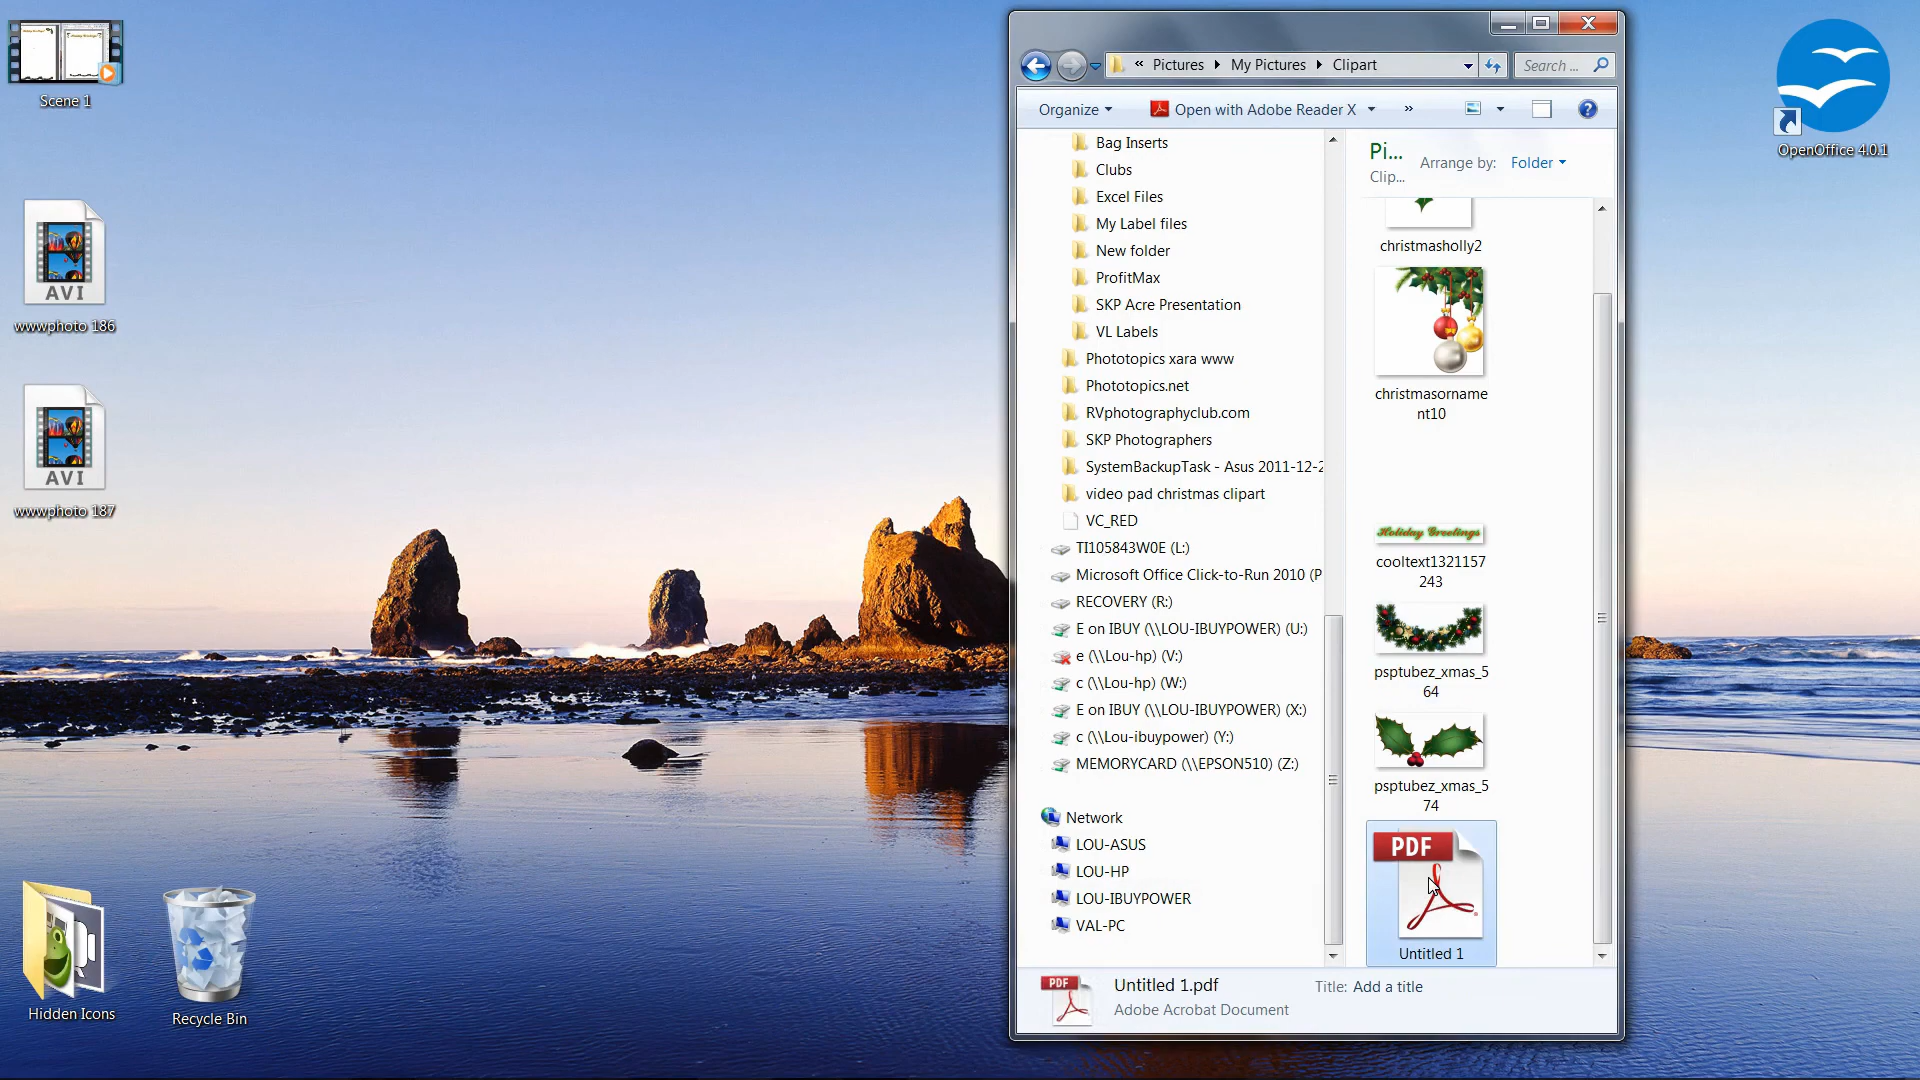 Scene 1
AVI
wwwphoto 186
AVI
wwwphoto 187
Hidden Icons
Recycle Bin
OpenOffice 4.0.1
« Pictures My Pictures Clipart
Search ...
Organize
Open with Adobe Reader X
»
Bag Inserts
Clubs
Excel Files
My Label files
New folder
ProfitMax
SKP Acre Presentation
VL Labels
Phototopics xara www
Phototopics.net
RVphotographyclub.com
SKP Photographers
SystemBackupTask - Asus 2011-12-2
video pad christmas clipart
VC_RED
TI105843W0E (L:)
Microsoft Office Click-to-Run 2010 (P
RECOVERY (R:)
E on IBUY (\\LOU-IBUYPOWER) (U:)
e (\\Lou-hp) (V:)
c (\\Lou-hp) (W:)
E on IBUY (\\LOU-IBUYPOWER) (X:)
c (\\Lou-ibuypower) (Y:)
MEMORYCARD (\\EPSON510) (Z:)
Network
LOU-ASUS
LOU-HP
LOU-IBUYPOWER
VAL-PC
Pi...
Clip...
Arrange by: Folder
christmasholly2
christmasorname
nt10
Holiday Greetings
cooltext1321157
243
psptubez_xmas_5
64
psptubez_xmas_5
74
PDF
Untitled 1
PDF
Untitled 1.pdf
Adobe Acrobat Document
Title: Add a title